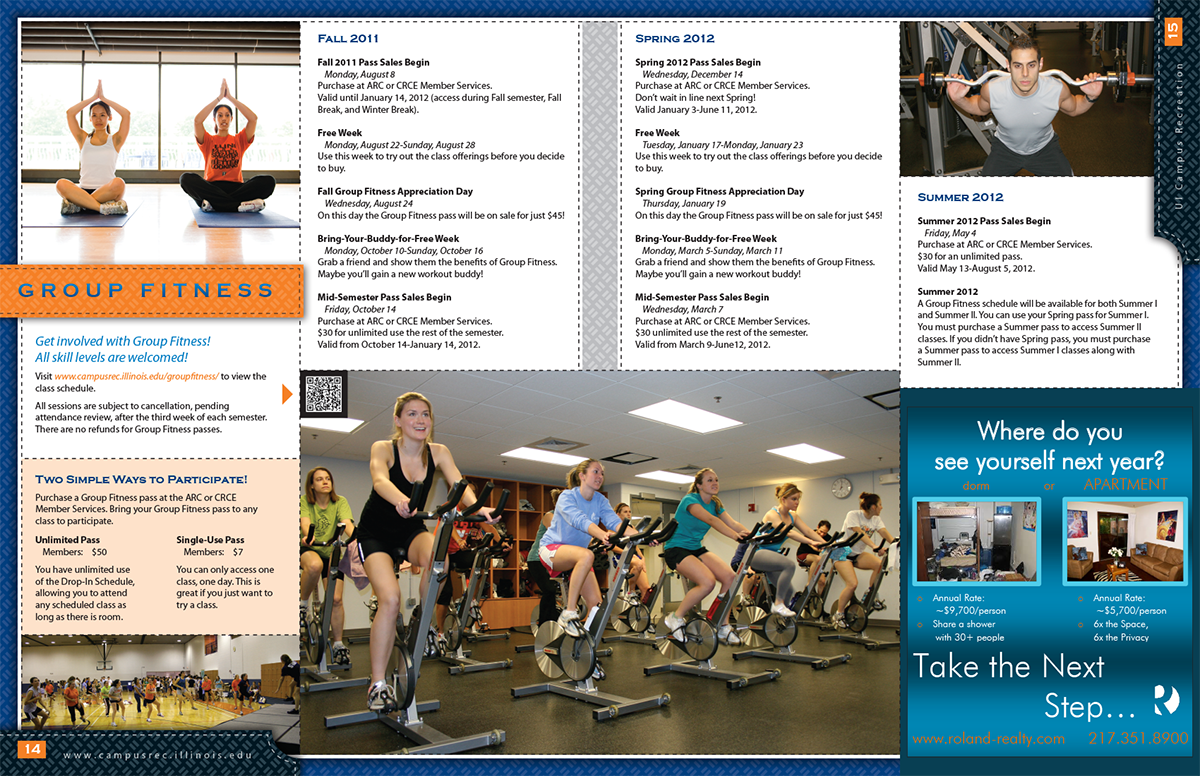 GROUP FITNESS
Get involved with Group Fitness!
All skill levels are welcomed!
Visit www.campusrec.illinois.edu/groupfitness/ to view the
class schedule.
All sessions are subject to cancellation, pending
attendance review, after the third week of each semester.
There are no refunds for Group Fitness passes.
TWO SIMPLE WAYS TO PARTICIPATE!
Purchase a Group Fitness pass at the ARC or CRCE
Member Services. Bring your Group Fitness pass to any
class to participate.
Unlimited Pass
Members: $50
You have unlimited use
of the Drop-In Schedule,
allowing you to attend
any scheduled class as
long as there is room.
Single-Use Pass
Members: $7
You can only access one
class, one day. This is
great if you just want to
try a class.
14
www.campusrec.illinois.edu
FALL 2011
Fall 2011 Pass Sales Begin
Monday, August 8
Purchase at ARC or CRCE Member Services.
Valid until January 14, 2012 (access during Fall semester, Fall
Break, and Winter Break).
Free Week
Monday, August 22-Sunday, August 28
Use this week to try out the class offerings before you decide
to buy.
Fall Group Fitness Appreciation Day
Wednesday, August 24
On this day the Group Fitness pass will be on sale for just $45!
Bring-Your-Buddy-for-Free Week
Monday, October 10-Sunday, October 16
Grab a friend and show them the benefits of Group Fitness.
Maybe you'll gain a new workout buddy!
Mid-Semester Pass Sales Begin
Friday, October 14
Purchase at ARC or CRCE Member Services.
$30 for unlimited use the rest of the semester.
Valid from October 14-January 14, 2012.
SPRING 2012
Spring 2012 Pass Sales Begin
Wednesday, December 14
Purchase at ARC or CRCE Member Services.
Don't wait in line next Spring!
Valid January 3-June 11, 2012.
Free Week
Tuesday, January 17-Monday, January 23
Use this week to try out the class offerings before you decide
to buy.
Spring Group Fitness Appreciation Day
Thursday, January 19
On this day the Group Fitness pass will be on sale for just $45!
Bring-Your-Buddy-for-Free Week
Monday, March 5-Sunday, March 11
Grab a friend and show them the benefits of Group Fitness.
Maybe you'll gain a new workout buddy!
Mid-Semester Pass Sales Begin
Wednesday, March 7
Purchase at ARC or CRCE Member Services.
$30 unlimited use the rest of the semester.
Valid from March 9-June12, 2012.
15
UI Campus Recreation
SUMMER 2012
Summer 2012 Pass Sales Begin
Friday, May 4
Purchase at ARC or CRCE Member Services.
$30 for an unlimited pass.
Valid May 13-August 5, 2012.
Summer 2012
A Group Fitness schedule will be available for both Summer I
and Summer II. You can use your Spring pass for Summer I.
You must purchase a Summer pass to access Summer II
classes. If you didn't have Spring pass, you must purchase
a Summer pass to access Summer I classes along with
Summer II.
Where do you
see yourself next year?
dorm or APARTMENT
Annual Rate:
~$9,700/person
Share a shower
with 30+ people
Annual Rate:
~$5,700/person
6x the Space,
6x the Privacy
Take the Next
Step...
www.roland-realty.com 217.351.8900